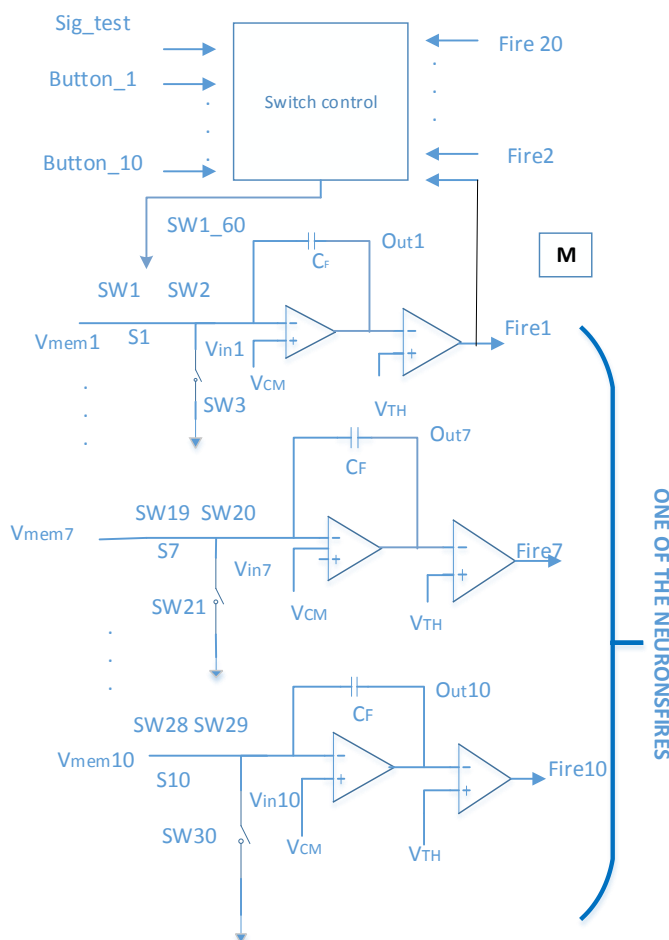 Sig_test
Fire 20
Button_1
Switch control
Button_10
Fire2
SW1_60
Out1
M
CF
SW1 SW2
Fire1
Vmem1
S1
Vin1
VCM
SW3
VTH
Out7
CF
SW19 SW20
Vmem7
S7
Fire7
Vin7
SW21
VCM
VTH
Out10
CF
SW28 SW29
Vmem10
S10
Fire10
Vin10
SW30
VCM
VTH
ONE OF THE NEURONSFIRES